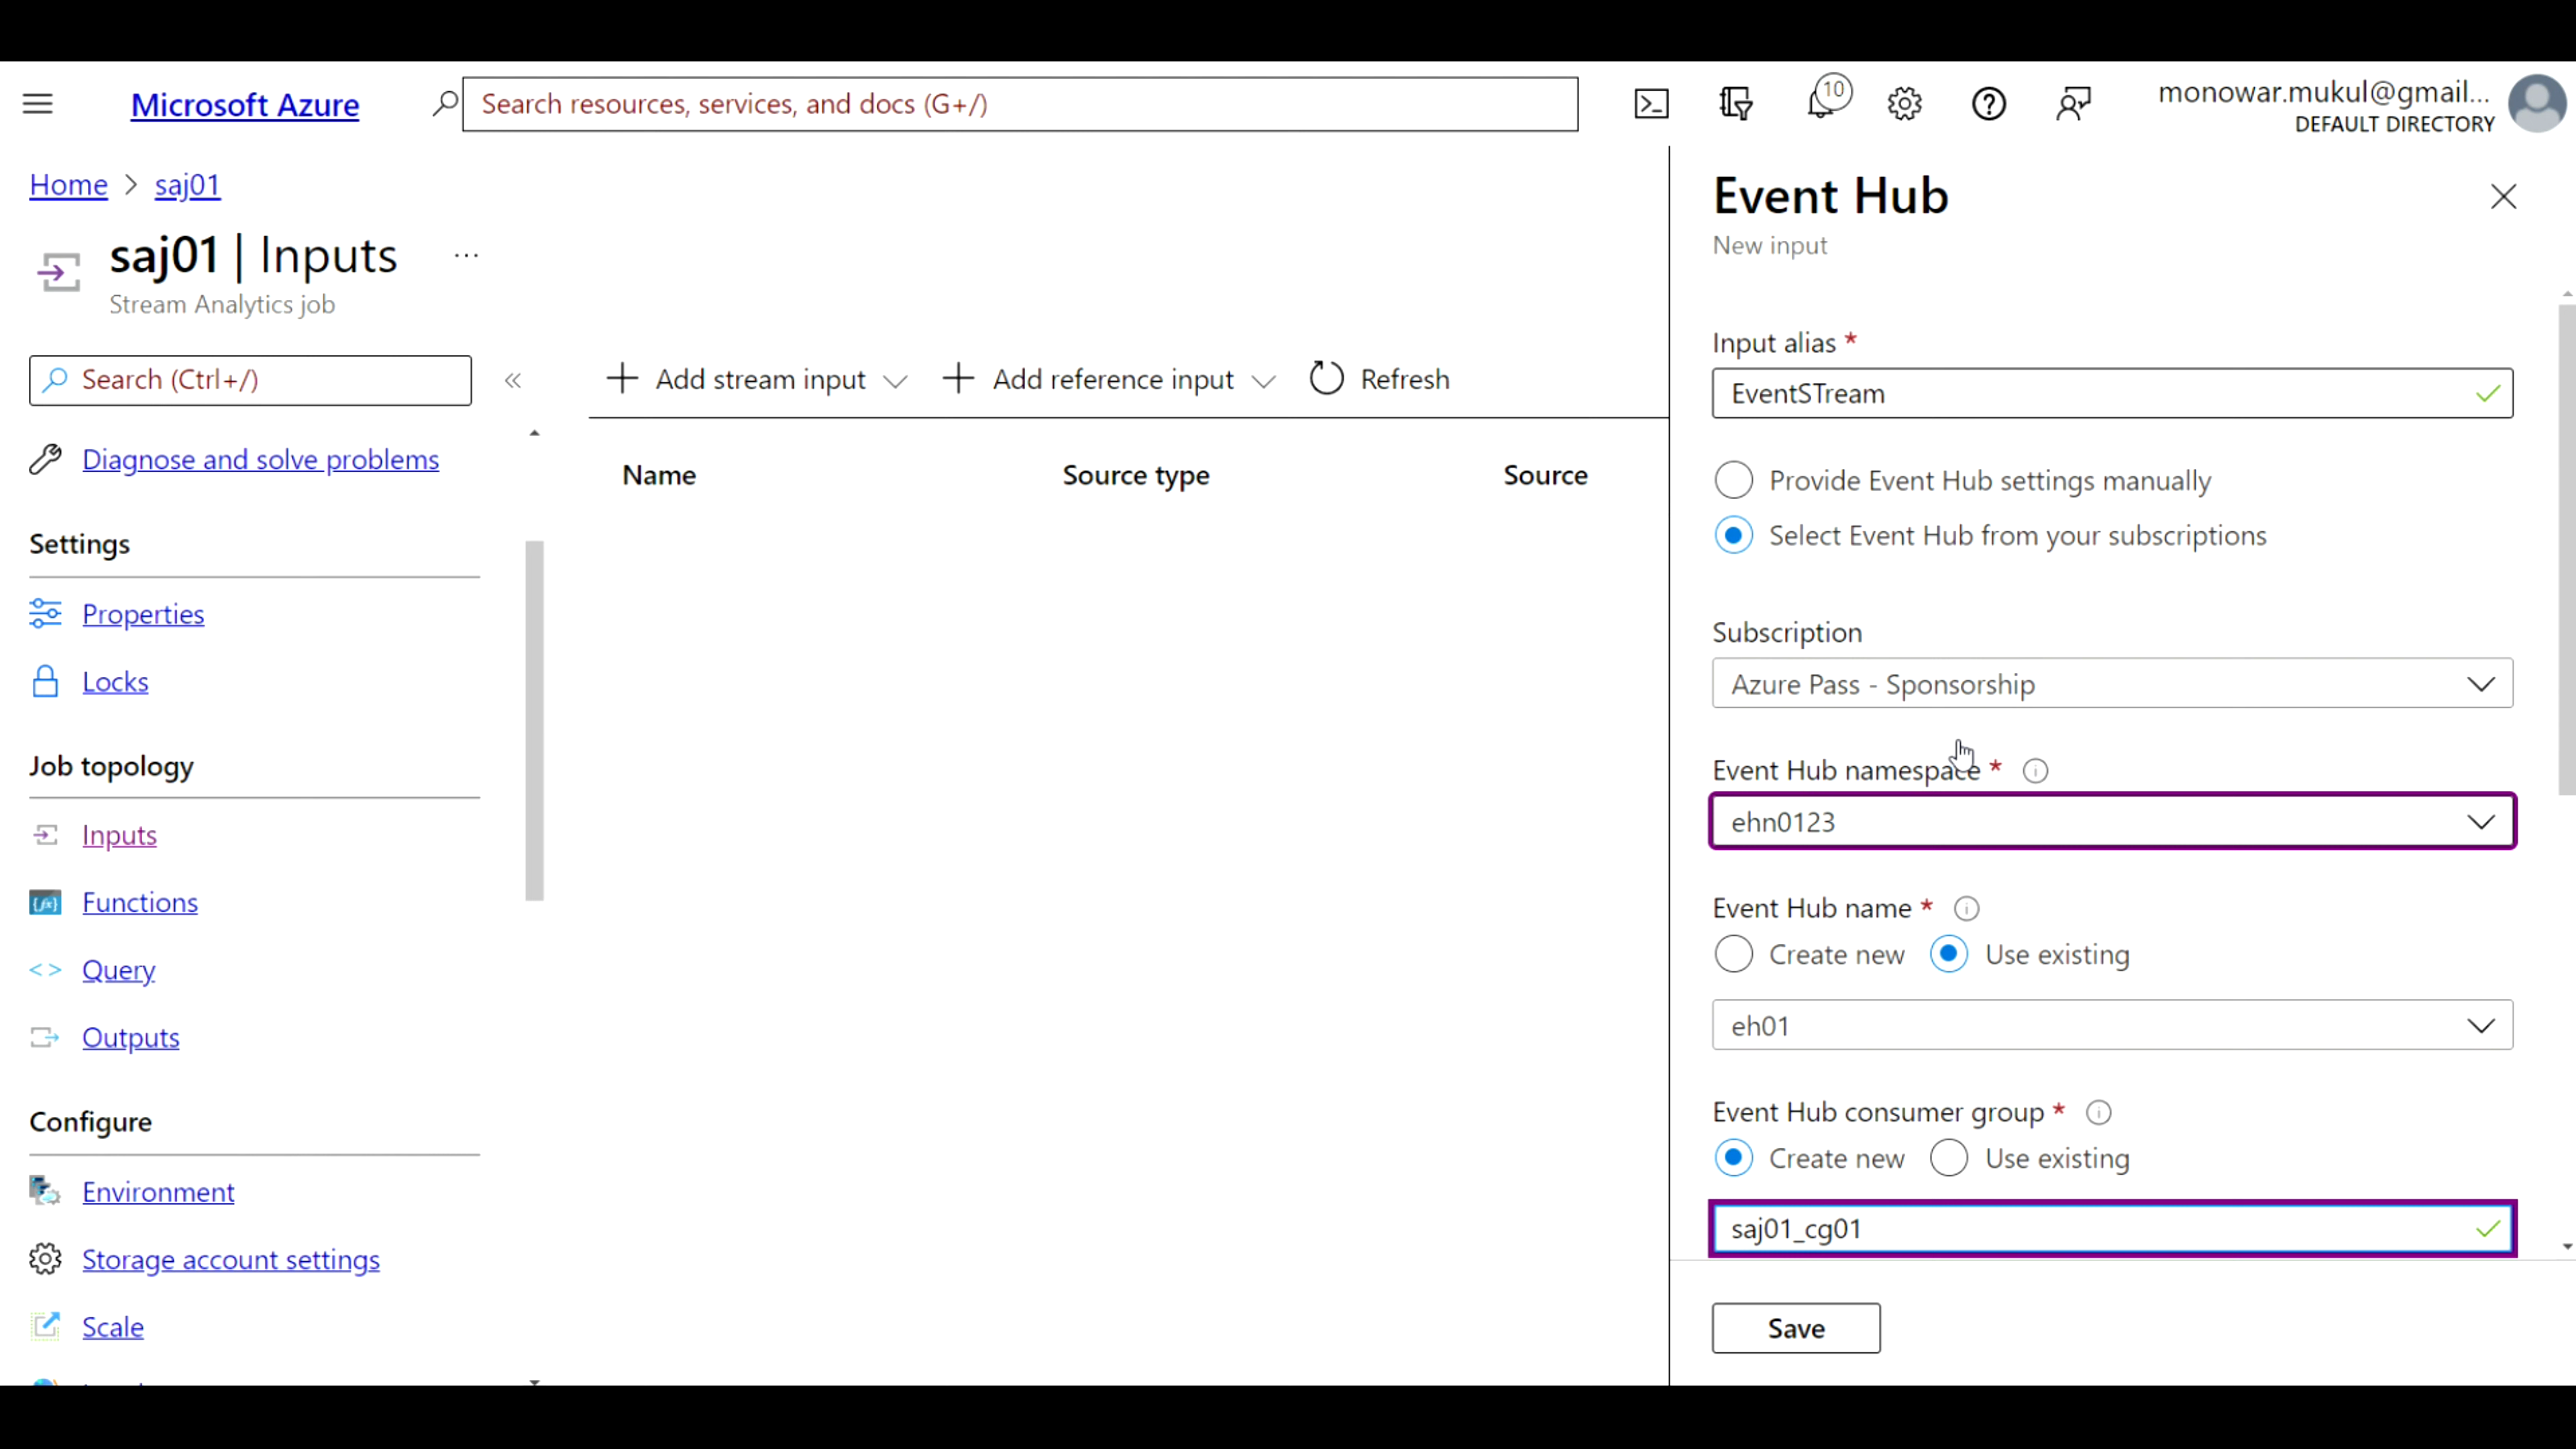 Microsoft Azure
Search resources, services, and docs (G+/)
10
monowar.mukul@gmail...
DEFAULT DIRECTORY
Home > saj01
saj01 | Inputs ...
Stream Analytics job
Search (Ctrl+/)
«
Diagnose and solve problems
Settings
Properties
Locks
Job topology
Inputs
Functions
Query
Outputs
Configure
Environment
Storage account settings
Scale
+ Add stream input
+ Add reference input
Refresh
Name Source type Source
Event Hub
New input
Input alias *
EventSTream
Provide Event Hub settings manually
Select Event Hub from your subscriptions
Subscription
Azure Pass - Sponsorship
Event Hub namespace *
ehn0123
Event Hub name *
Create new Use existing
eh01
Event Hub consumer group *
Create new Use existing
saj01_cg01
Save